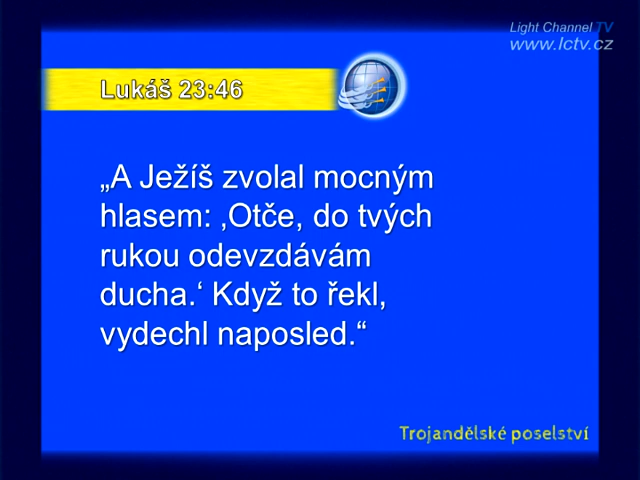 Light Channel TV
www.lctv.cz
Lukáš 23:46
„A Ježíš zvolal mocným
hlasem: ‚Otče, do tvých
rukou odevzdávám
ducha.‘ Když to řekl,
vydechl naposled.“
Trojandělské poselství